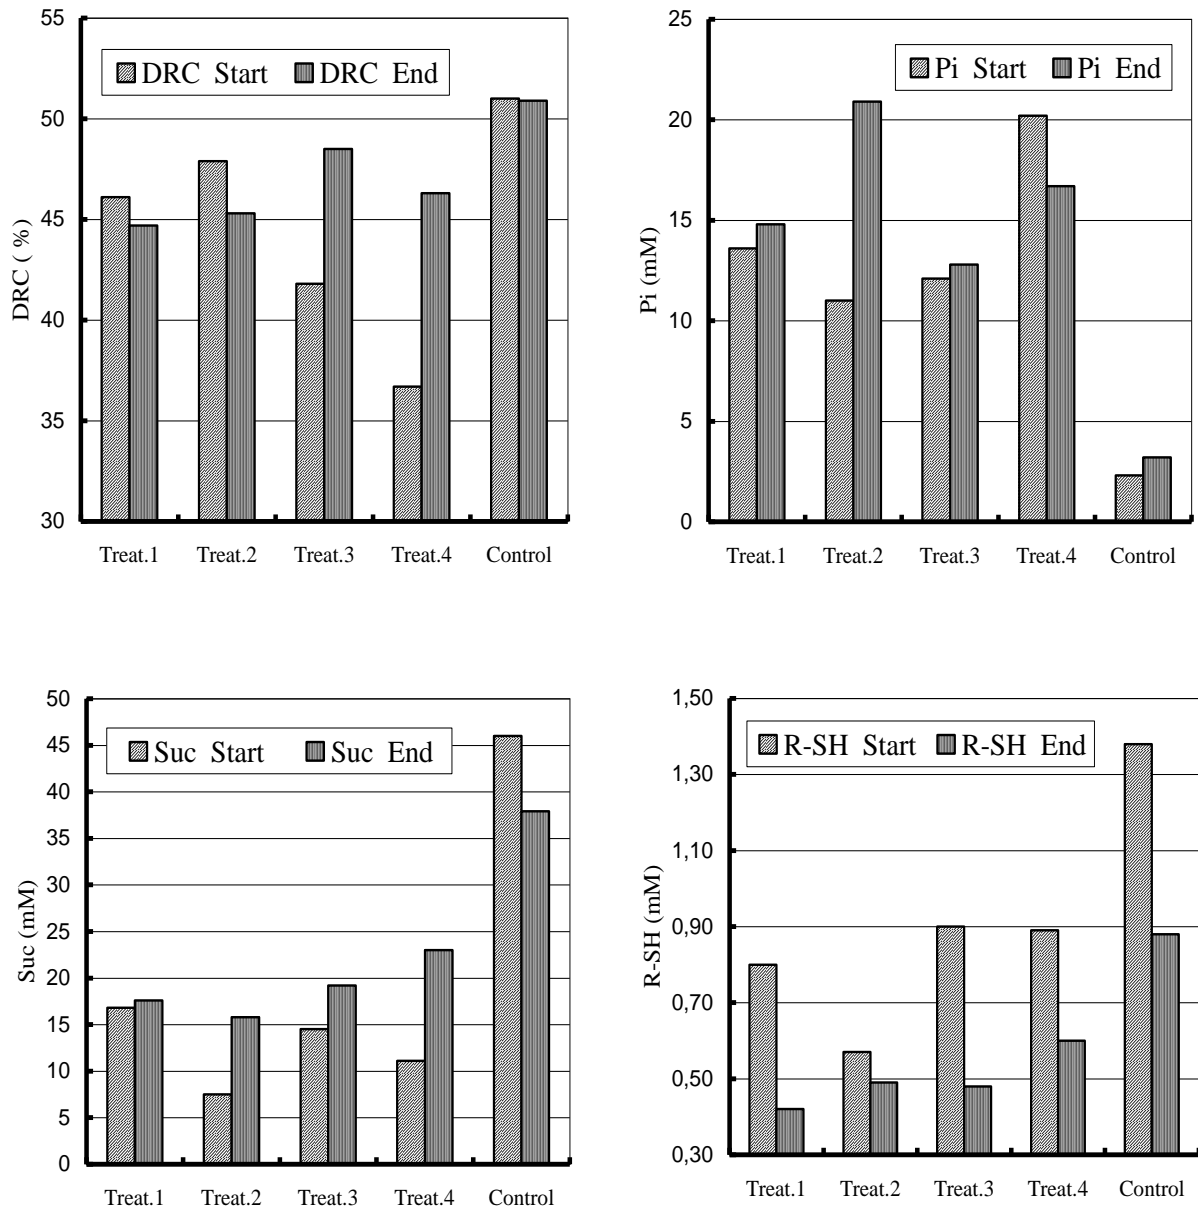 55
50
45
40
35
30
DRC ( %)
DRC Start DRC End
Treat.1 Treat.2 Treat.3 Treat.4 Control
25
20
15
10
5
0
Pi (mM)
Pi Start Pi End
Treat.1 Treat.2 Treat.3 Treat.4 Control
50
45
40
35
30
25
20
15
10
5
0
Suc (mM)
Suc Start Suc End
Treat.1 Treat.2 Treat.3 Treat.4 Control
1,50
1,30
1,10
0,90
0,70
0,50
0,30
R-SH (mM)
R-SH Start R-SH End
Treat.1 Treat.2 Treat.3 Treat.4 Control